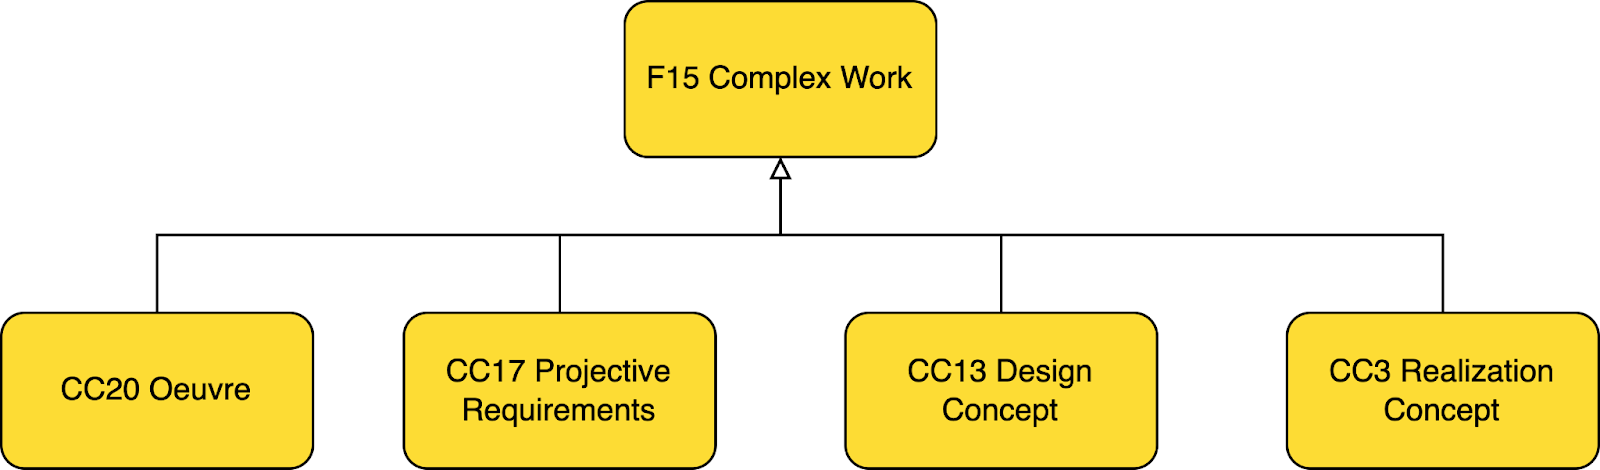 F15 Complex Work
CC20 Oeuvre
CC17 Projective
Requirements
CC13 Design
Concept
CC3 Realization
Concept